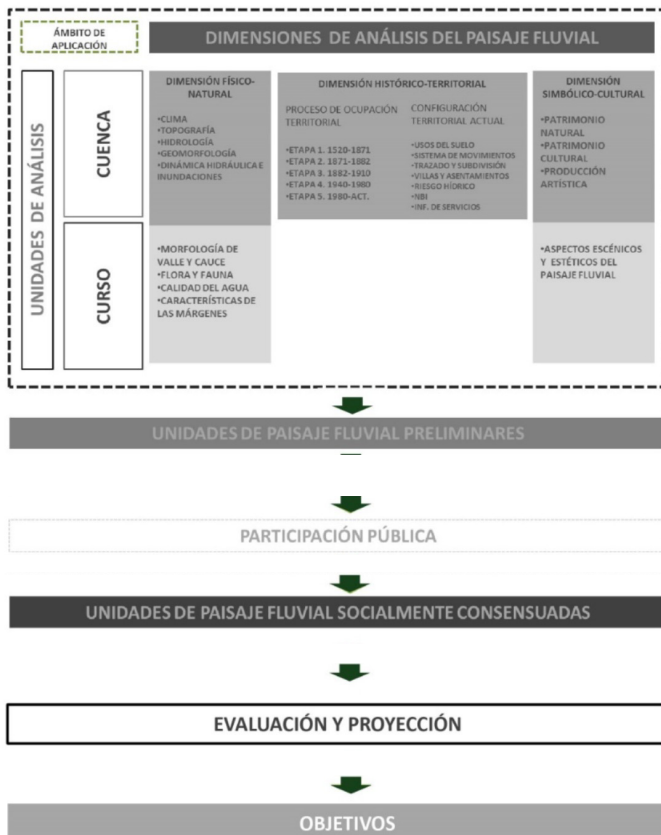 ÁMBITO DE
APLICACIÓN
DIMENSIONES DE ANÁLISIS DEL PAISAJE FLUVIAL
UNIDADES DE ANÁLISIS
CUENCA
DIMENSIÓN FÍSICO-
NATURAL
•CLIMA
•TOPOGRAFÍA
•HIDROLOGÍA
•GEOMORFOLOGÍA
•DINÁMICA HIDRÁULICA E
INUNDACIONES
DIMENSIÓN HISTÓRICO-TERRITORIAL
PROCESO DE OCUPACIÓN
TERRITORIAL
•ETAPA 1. 1520-1871
•ETAPA 2. 1871-1882
•ETAPA 3. 1882-1910
•ETAPA 4. 1940-1980
•ETAPA 5. 1980-ACT.
CONFIGURACIÓN
TERRITORIAL ACTUAL
•USOS DEL SUELO
•SISTEMA DE MOVIMIENTOS
•TRAZADO Y SUBDIVISIÓN
•VILLAS Y ASENTAMIENTOS
•RIESGO HÍDRICO
•NBI
•INF. DE SERVICIOS
DIMENSIÓN
SIMBÓLICO-CULTURAL
•PATRIMONIO
NATURAL
•PATRIMONIO
CULTURAL
•PRODUCCIÓN
ARTÍSTICA
CURSO
•MORFOLOGÍA DE
VALLE Y CAUCE
•FLORA Y FAUNA
•CALIDAD DEL AGUA
•CARACTERÍSTICAS DE
LAS MÁRGENES
•ASPECTOS ESCÉNICOS
Y ESTÉTICOS DEL
PAISAJE FLUVIAL
UNIDADES DE PAISAJE FLUVIAL PRELIMINARES
PARTICIPACIÓN PÚBLICA
UNIDADES DE PAISAJE FLUVIAL SOCIALMENTE CONSENSUADAS
EVALUACIÓN Y PROYECCIÓN
OBJETIVOS